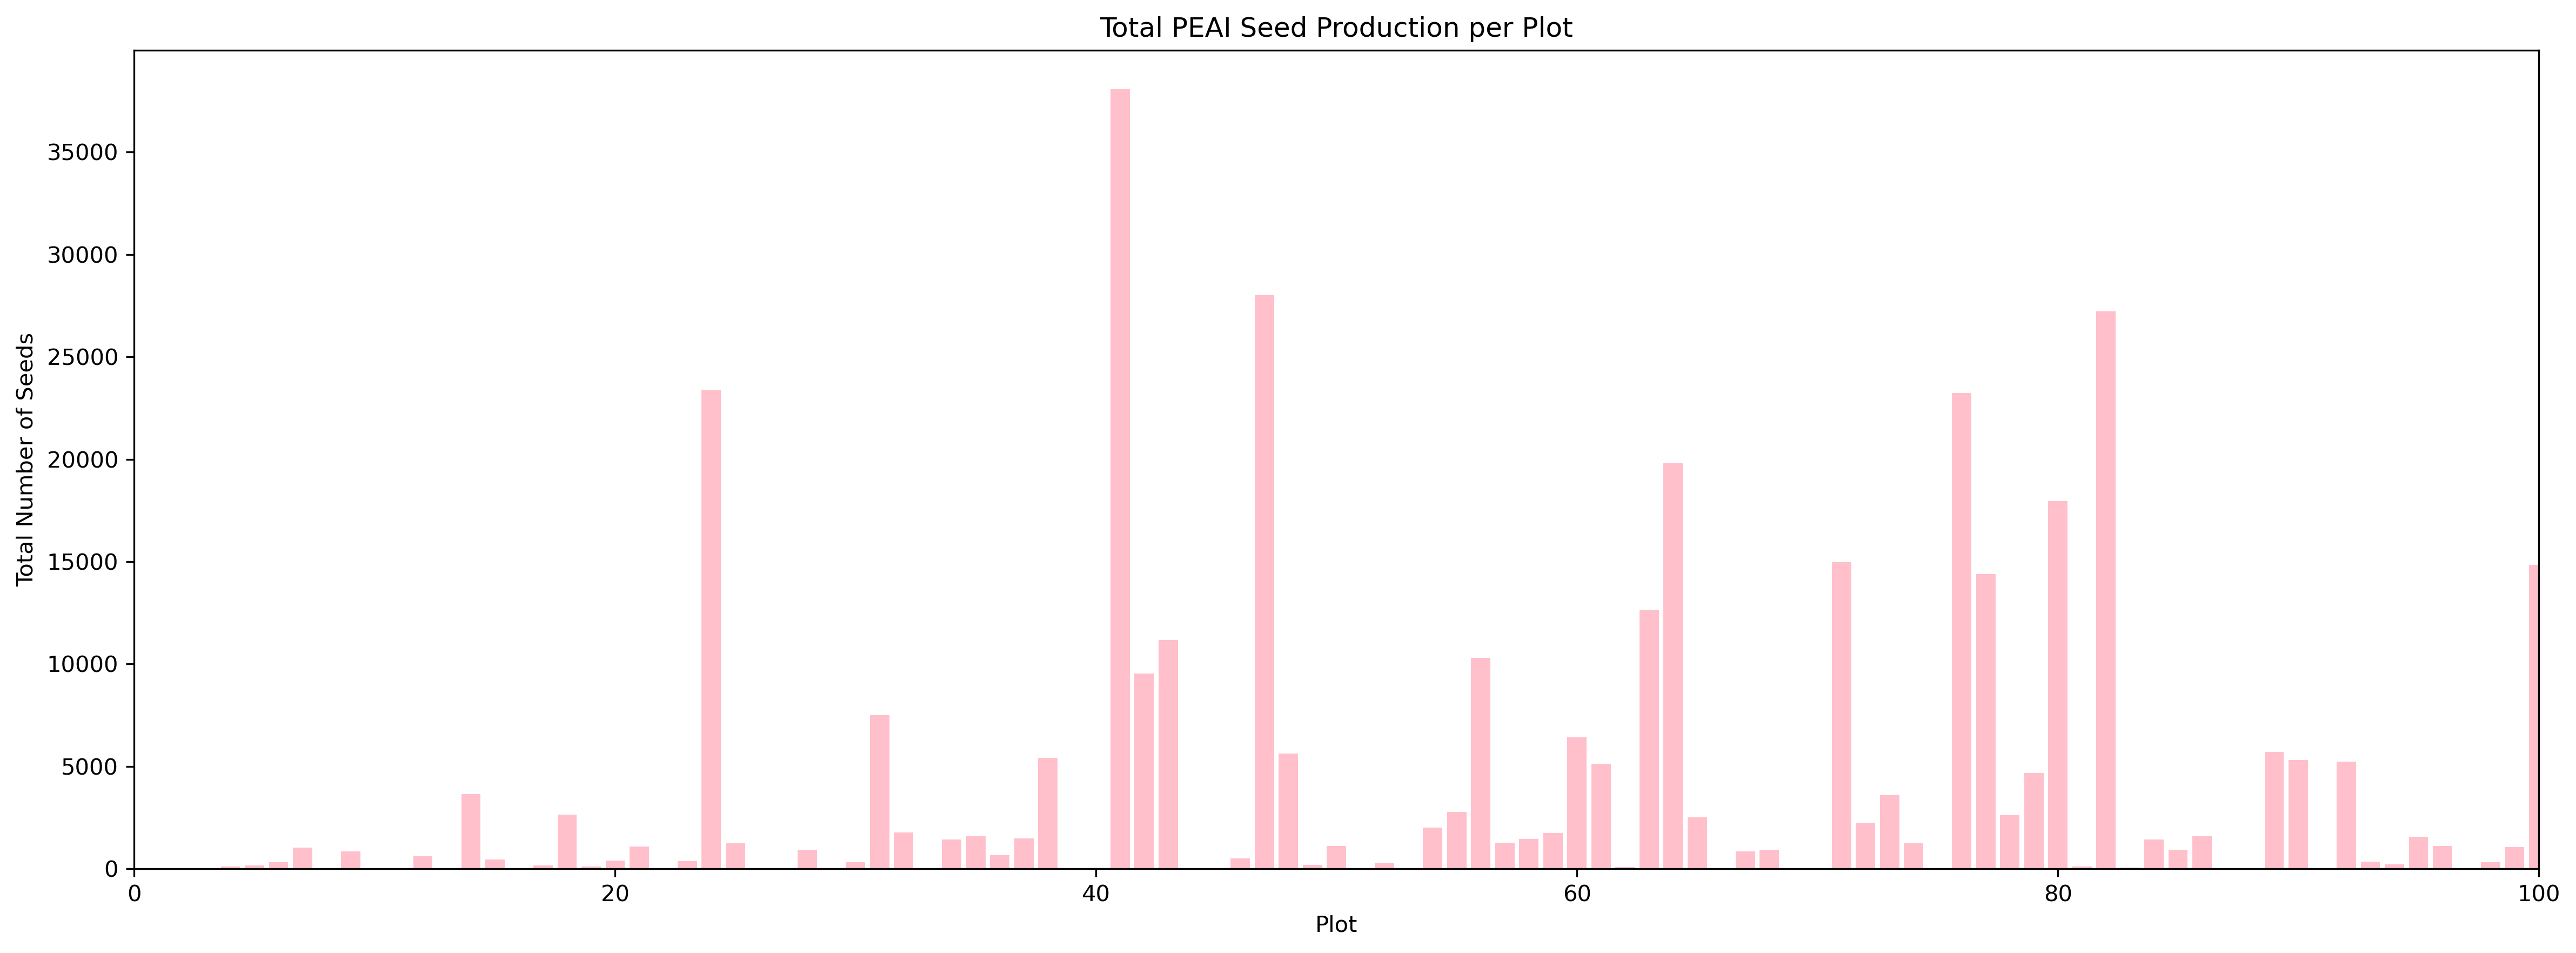 Total PEAI Seed Production per Plot
Total Number of Seeds
35000
30000
25000
20000
15000
10000
5000
0
0 20 40 60 80 100
Plot